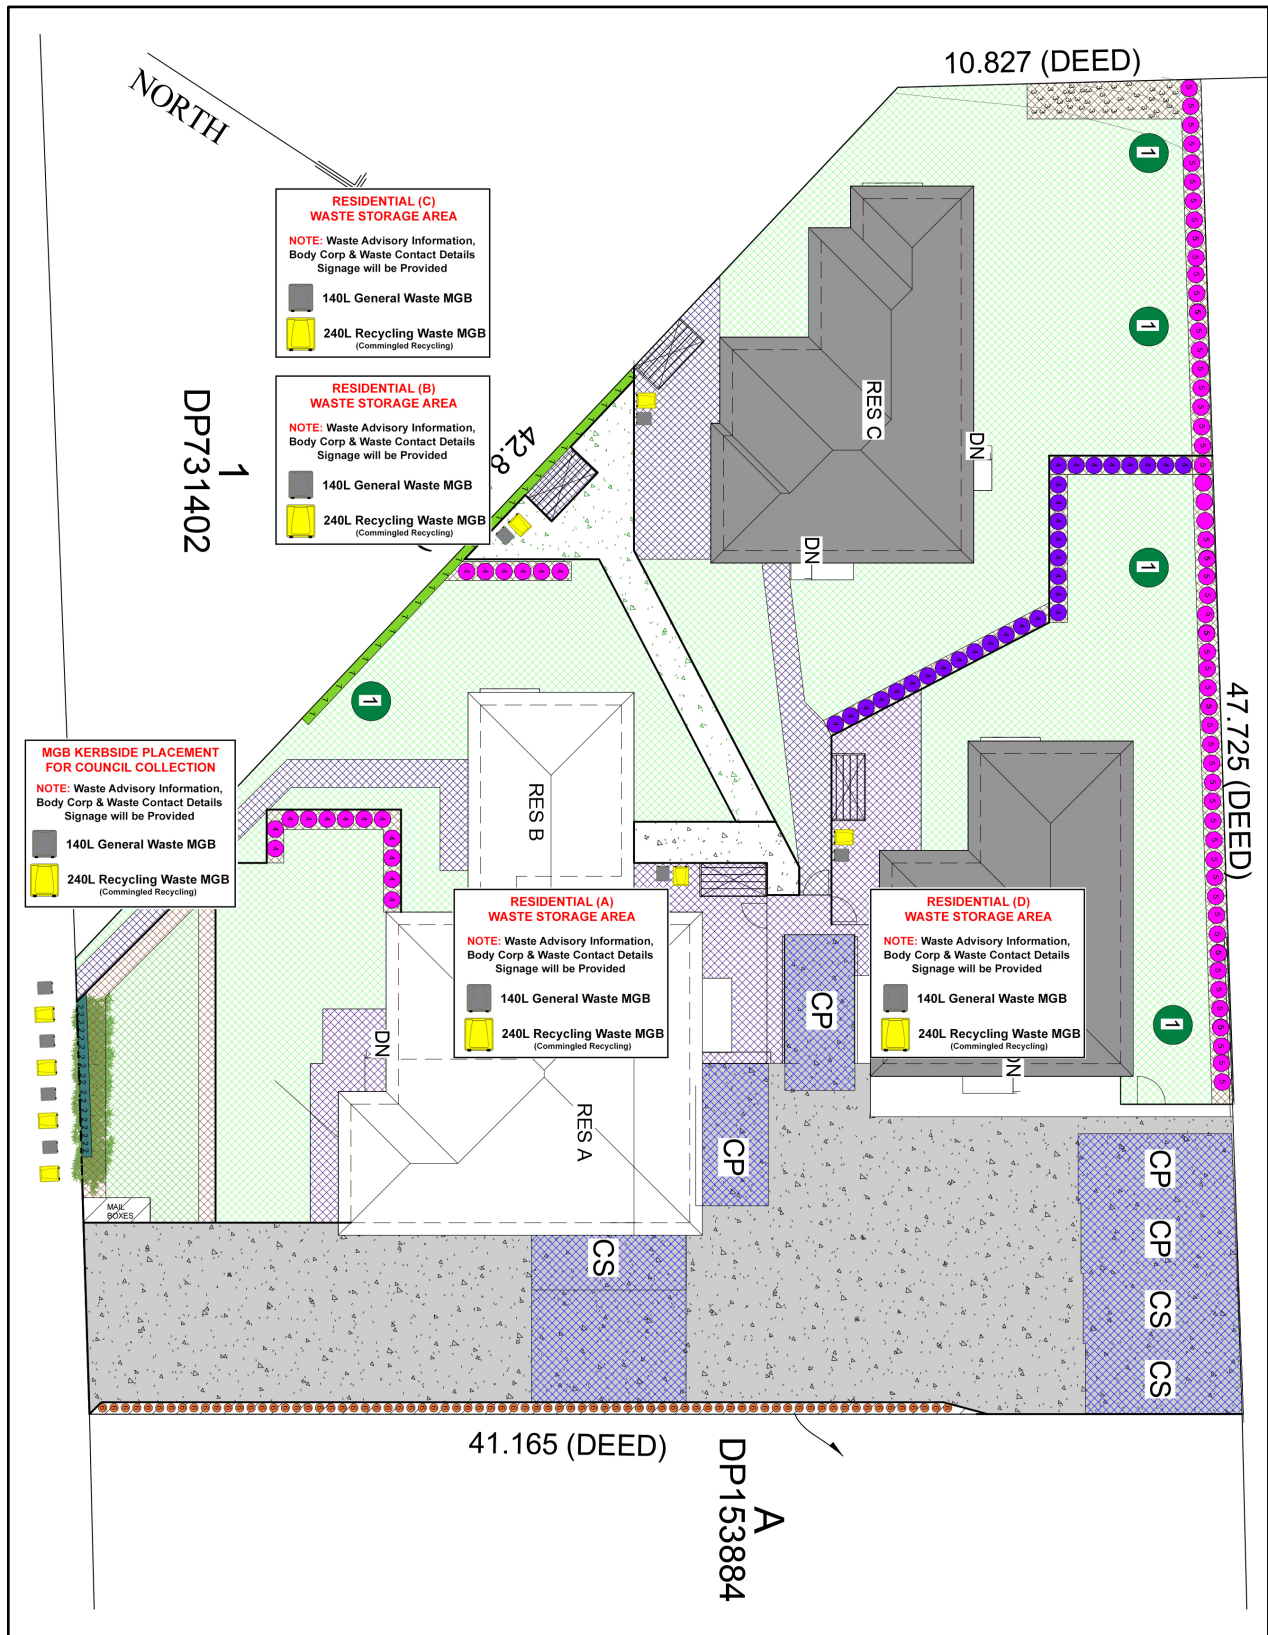 10.827 (DEED)
NORTH
RESIDENTIAL (C)
WASTE STORAGE AREA
NOTE: Waste Advisory Information,
Body Corp & Waste Contact Details
Signage will be Provided
140L General Waste MGB
240L Recycling Waste MGB
(Commingled Recycling)
RESIDENTIAL (B)
WASTE STORAGE AREA
NOTE: Waste Advisory Information,
Body Corp & Waste Contact Details
Signage will be Provided
140L General Waste MGB
240L Recycling Waste MGB
(Commingled Recycling)
1
DP731402
42.8
RES C
DN
DN
1
1
1
1
1
47.725 (DEED)
MGB KERBSIDE PLACEMENT
FOR COUNCIL COLLECTION
NOTE: Waste Advisory Information,
Body Corp & Waste Contact Details
Signage will be Provided
140L General Waste MGB
240L Recycling Waste MGB
(Commingled Recycling)
RES B
RESIDENTIAL (A)
WASTE STORAGE AREA
NOTE: Waste Advisory Information,
Body Corp & Waste Contact Details
Signage will be Provided
140L General Waste MGB
240L Recycling Waste MGB
(Commingled Recycling)
RESIDENTIAL (D)
WASTE STORAGE AREA
NOTE: Waste Advisory Information,
Body Corp & Waste Contact Details
Signage will be Provided
140L General Waste MGB
240L Recycling Waste MGB
(Commingled Recycling)
CP
DN
DN
RES A
CP
CP
CP
CS
CS
CS
MAIL
BOXES
41.165 (DEED)
A
DP153884